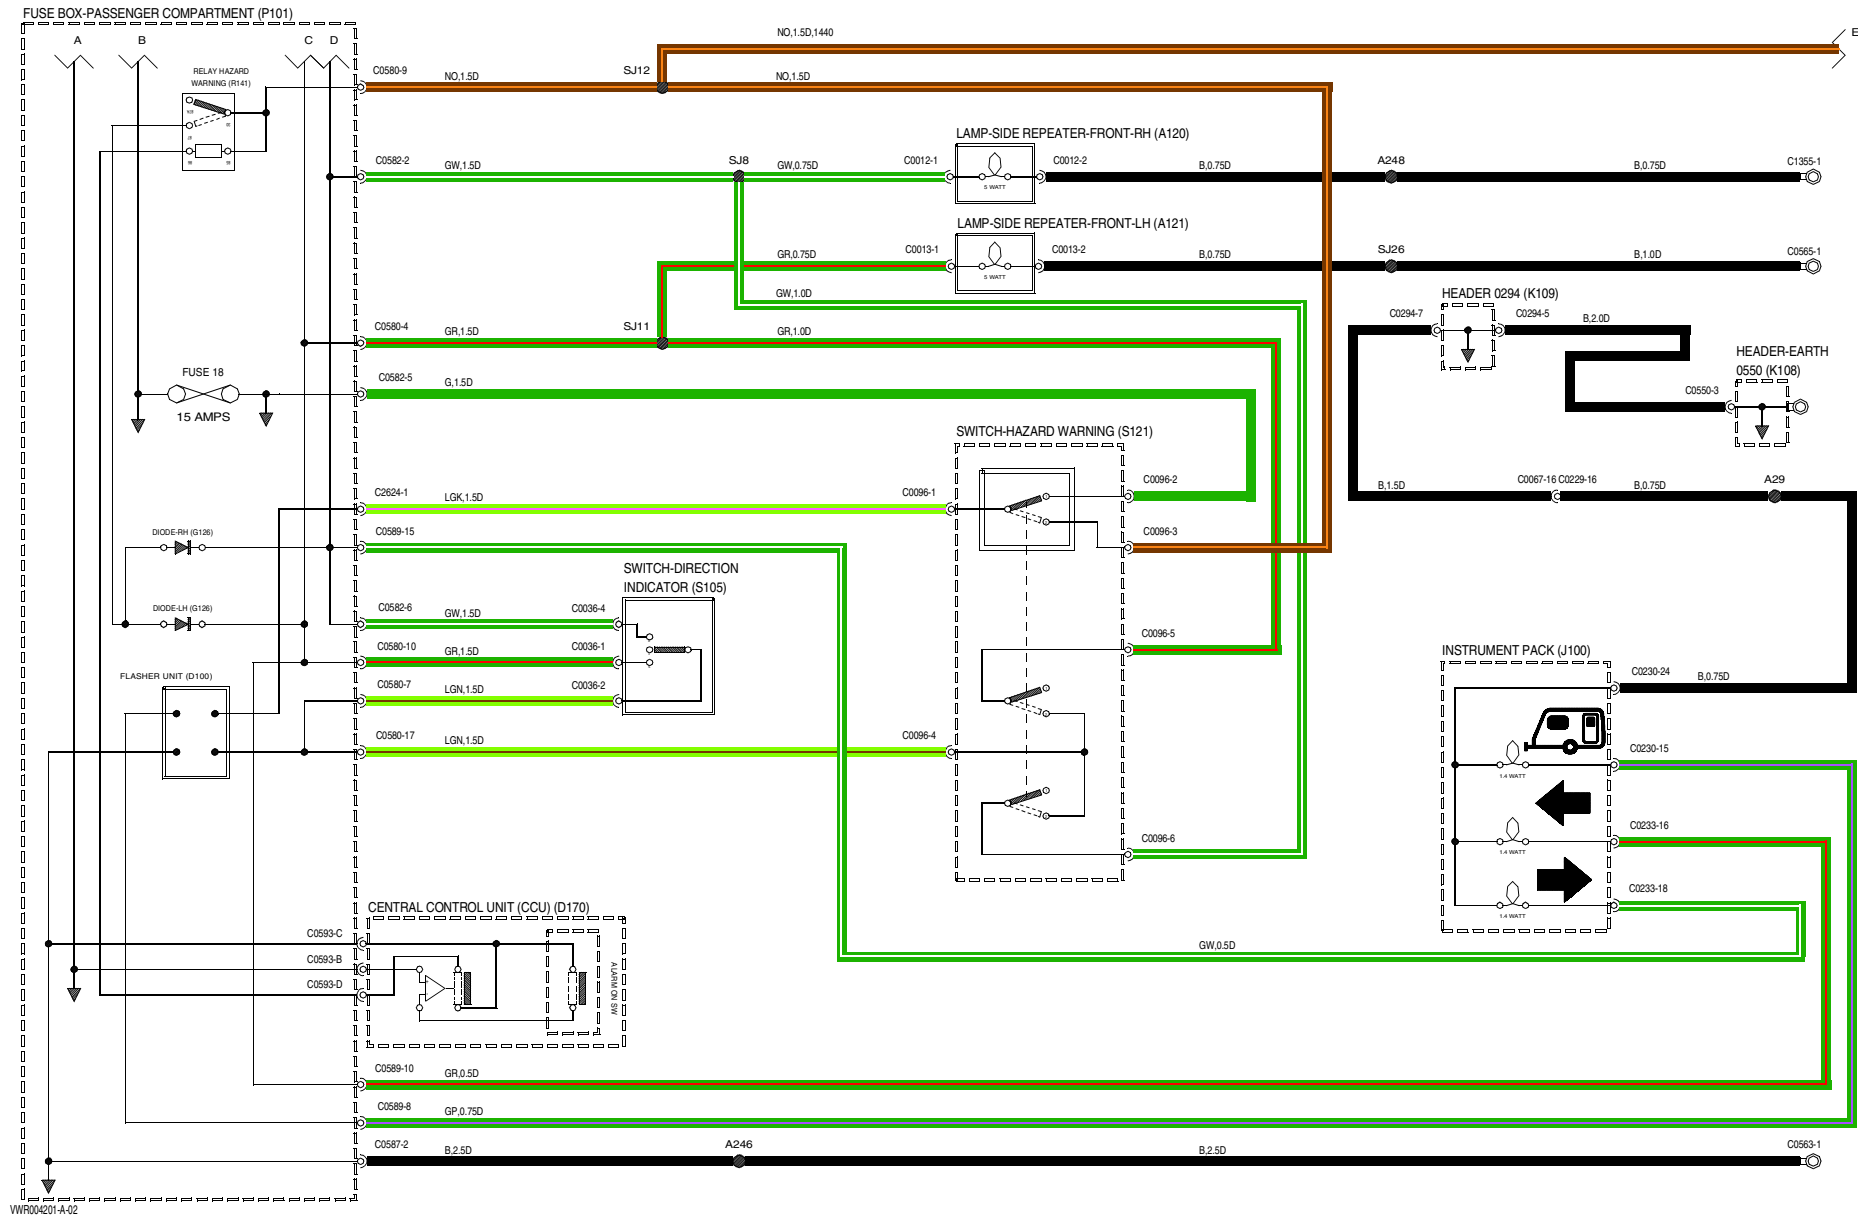 FUSE BOX-PASSENGER COMPARTMENT (P101)
A
B
C
D
NO,1.5D,1440
E
RELAY HAZARD
WARNING (R141)
C0580-9
NO,1.5D
SJ12
NO,1.5D
LAMP-SIDE REPEATER-FRONT-RH (A120)
C0582-2
GW,1.5D
SJ8
GW,0.75D
C0012-1
5 WATT
C0012-2
B,0.75D
A248
B,0.75D
C1355-1
LAMP-SIDE REPEATER-FRONT-LH (A121)
GR,0.75D
C0013-1
5 WATT
C0013-2
B,0.75D
SJ26
B,1.0D
C0565-1
GW,1.0D
HEADER 0294 (K109)
C0294-7
C0294-5
B,2.0D
C0580-4
GR,1.5D
SJ11
GR,1.0D
HEADER-EARTH
0550 (K108)
C0550-3
FUSE 18
15 AMPS
C0582-5
G,1.5D
SWITCH-HAZARD WARNING (S121)
C2624-1
LGK,1.5D
C0096-1
C0096-2
B,1.5D
C0067-16
C0229-16
B,0.75D
A29
DIODE-RH (G126)
C0589-15
C0096-3
SWITCH-DIRECTION
INDICATOR (S105)
DIODE-LH (G126)
C0582-6
GW,1.5D
C0036-4
C0580-10
GR,1.5D
C0036-1
C0096-5
INSTRUMENT PACK (J100)
FLASHER UNIT (D100)
C0580-7
LGN,1.5D
C0036-2
C0230-24
B,0.75D
C0580-17
LGN,1.5D
C0096-4
C0230-15
1.4 WATT
C0233-16
1.4 WATT
C0096-6
C0233-18
1.4 WATT
CENTRAL CONTROL UNIT (CCU) (D170)
C0593-C
C0593-B
C0593-D
ALARM ON SW
GW,0.5D
C0589-10
GR,0.5D
C0589-8
GP,0.75D
C0587-2
B,2.5D
A246
B,2.5D
C0563-1
VWR004201-A-02